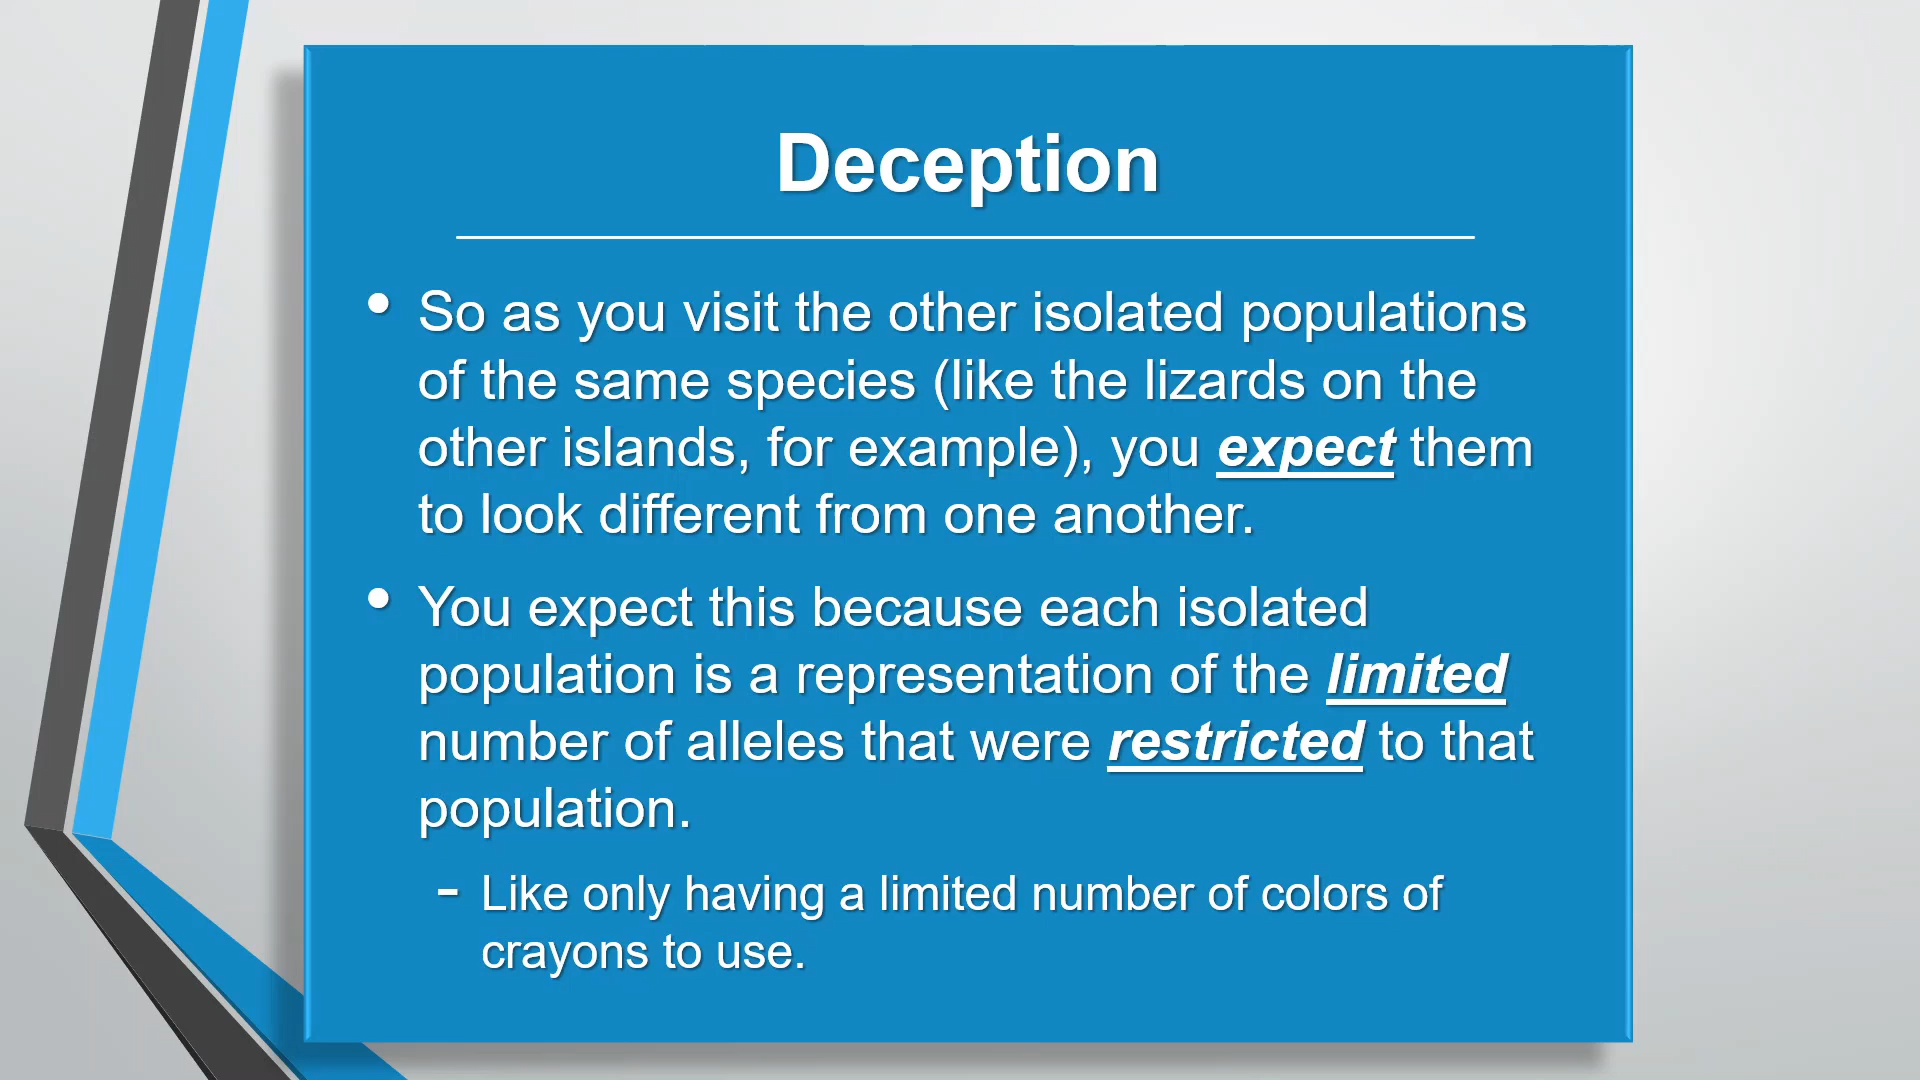 Deception
• So as you visit the other isolated populations
of the same species (like the lizards on the
other islands, for example), you expect them
to look different from one another.
• You expect this because each isolated
population is a representation of the limited
number of alleles that were restricted to that
population.
- Like only having a limited number of colors of
crayons to use.